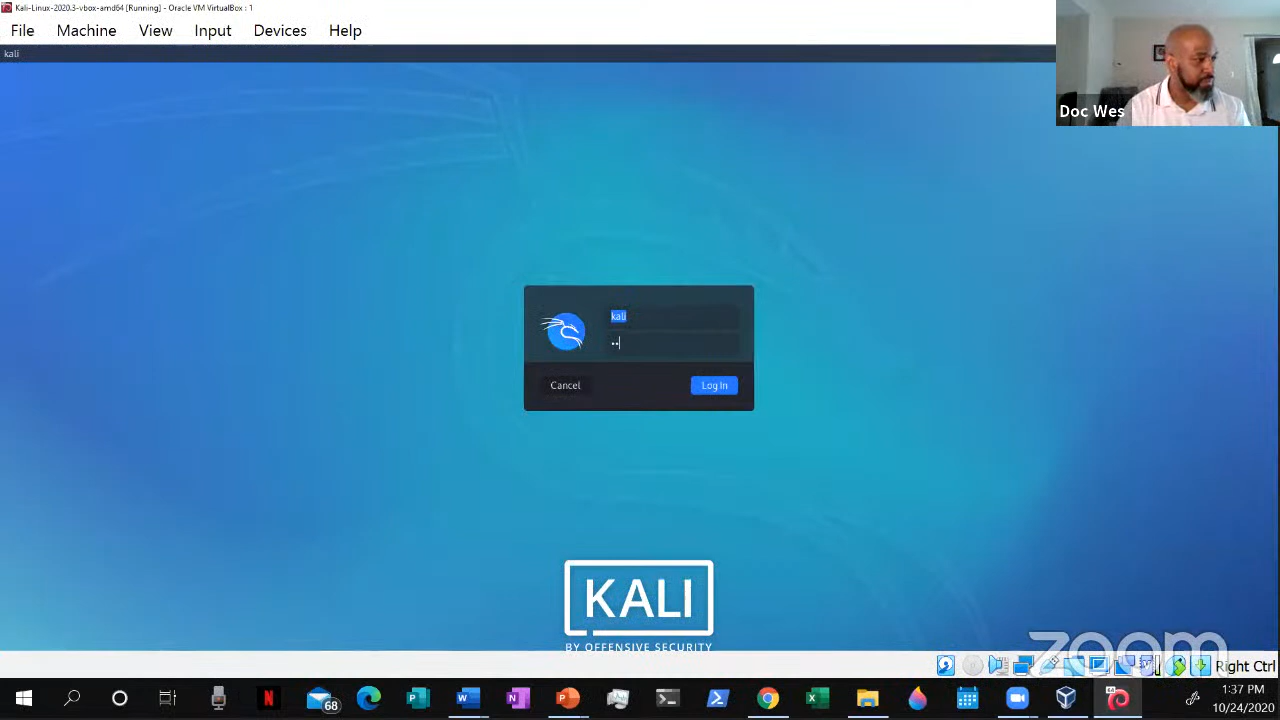 Kali-Linux-2020.3-vbox-amd64 [Running] - Oracle VM VirtualBox : 1
File Machine View Input Devices Help
kali
Doc Wes
kali
Cancel
Log In
KALI
BY OFFENSIVE SECURITY
zoom
Right Ctrl
68
1:37 PM
10/24/2020